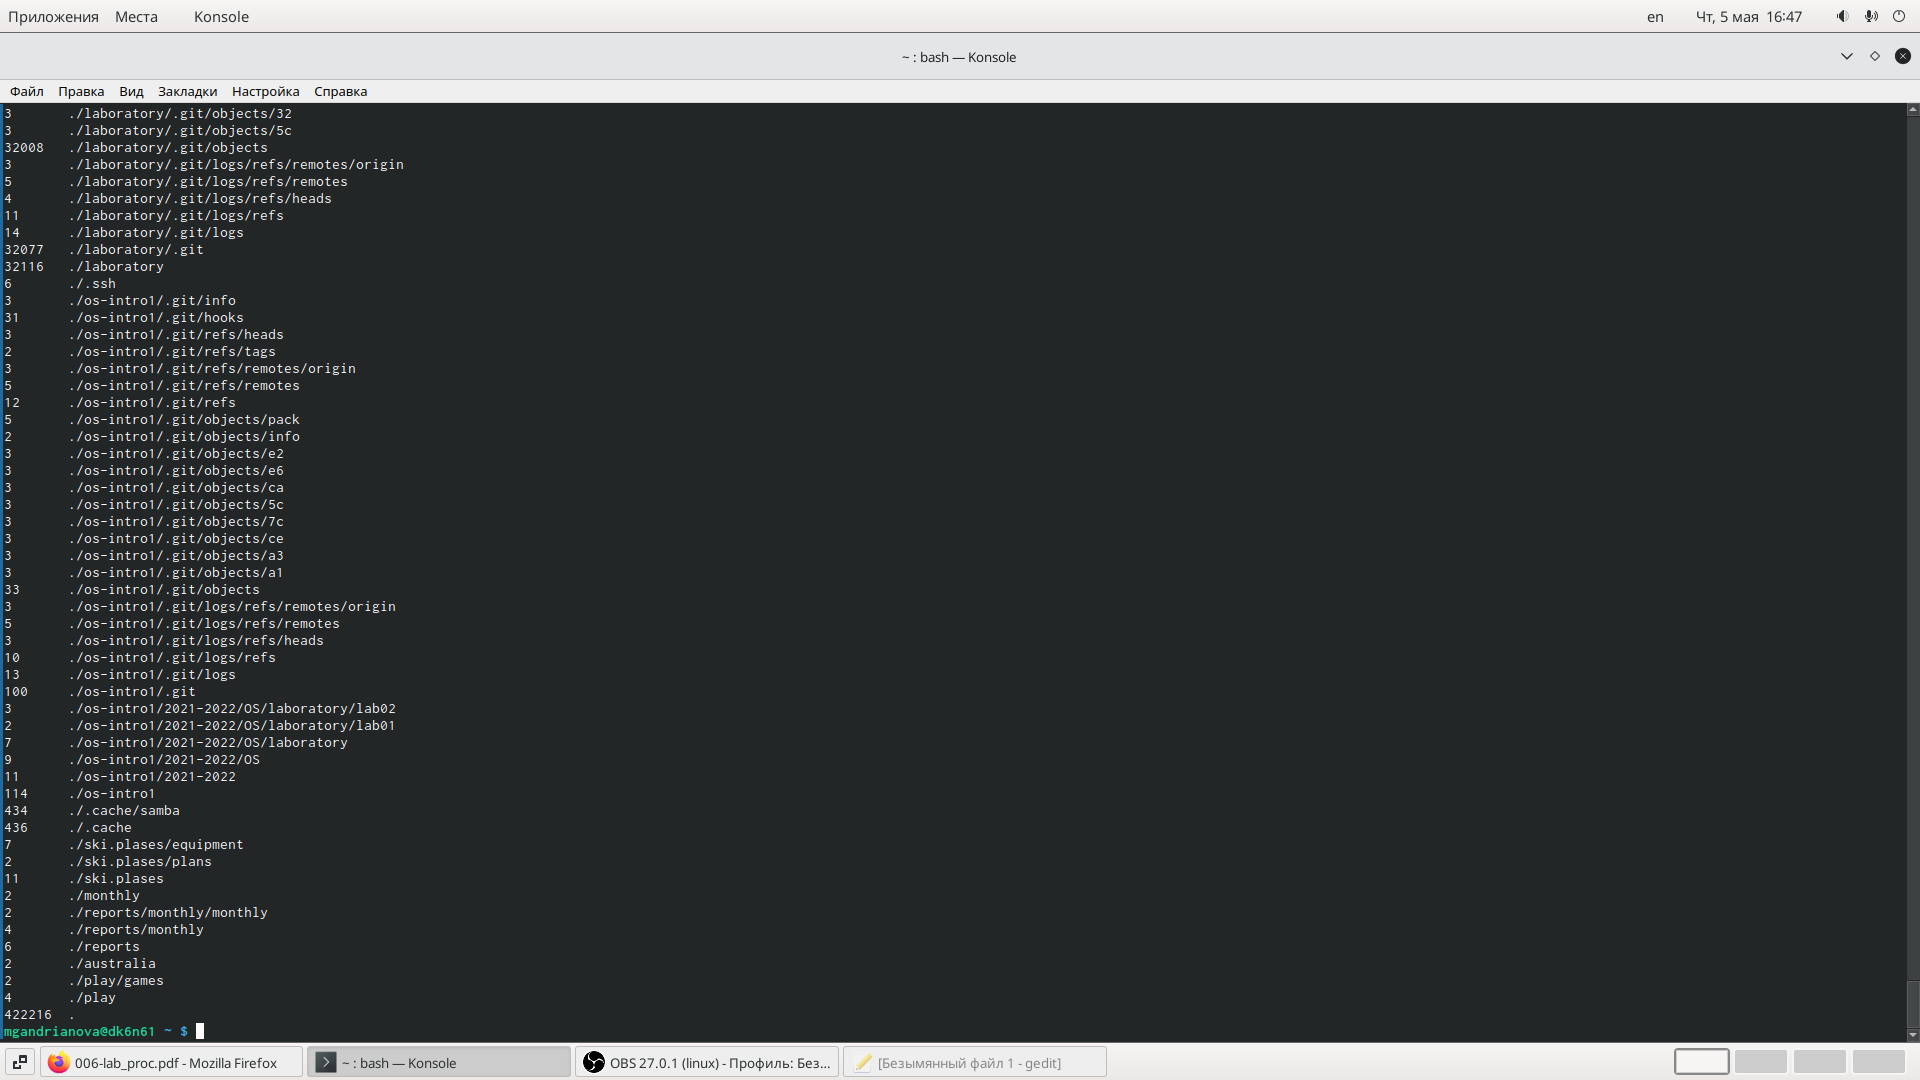 Приложения Места Konsole en Чт, 5 мая 16:47
~ : bash — Konsole
Файл Правка Вид Закладки Настройка Справка
3 ./laboratory/.git/objects/32
3 ./laboratory/.git/objects/5c
32008 ./laboratory/.git/objects
3 ./laboratory/.git/logs/refs/remotes/origin
5 ./laboratory/.git/logs/refs/remotes
4 ./laboratory/.git/logs/refs/heads
11 ./laboratory/.git/logs/refs
14 ./laboratory/.git/logs
32077 ./laboratory/.git
32116 ./laboratory
6 ./.ssh
3 ./os-intro1/.git/info
31 ./os-intro1/.git/hooks
3 ./os-intro1/.git/refs/heads
2 ./os-intro1/.git/refs/tags
3 ./os-intro1/.git/refs/remotes/origin
5 ./os-intro1/.git/refs/remotes
12 ./os-intro1/.git/refs
5 ./os-intro1/.git/objects/pack
2 ./os-intro1/.git/objects/info
3 ./os-intro1/.git/objects/e2
3 ./os-intro1/.git/objects/e6
3 ./os-intro1/.git/objects/ca
3 ./os-intro1/.git/objects/5c
3 ./os-intro1/.git/objects/7c
3 ./os-intro1/.git/objects/ce
3 ./os-intro1/.git/objects/a3
3 ./os-intro1/.git/objects/a1
33 ./os-intro1/.git/objects
3 ./os-intro1/.git/logs/refs/remotes/origin
5 ./os-intro1/.git/logs/refs/remotes
3 ./os-intro1/.git/logs/refs/heads
10 ./os-intro1/.git/logs/refs
13 ./os-intro1/.git/logs
100 ./os-intro1/.git
3 ./os-intro1/2021-2022/OS/laboratory/lab02
2 ./os-intro1/2021-2022/OS/laboratory/lab01
7 ./os-intro1/2021-2022/OS/laboratory
9 ./os-intro1/2021-2022/OS
11 ./os-intro1/2021-2022
114 ./os-intro1
434 ./.cache/samba
436 ./.cache
7 ./ski.plases/equipment
2 ./ski.plases/plans
11 ./ski.plases
2 ./monthly
2 ./reports/monthly/monthly
4 ./reports/monthly
6 ./reports
2 ./australia
2 ./play/games
4 ./play
422216 .
mgandrianova@dk6n61 ~ $
006-lab_proc.pdf - Mozilla Firefox ~ : bash — Konsole OBS 27.0.1 (linux) - Профиль: Без... [Безымянный файл 1 - gedit]